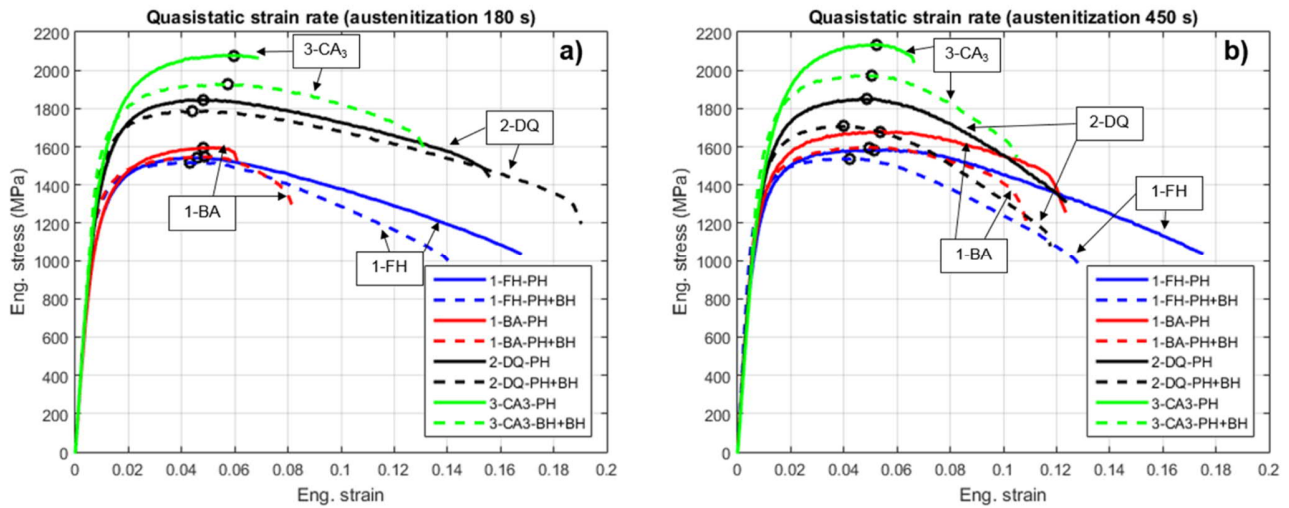 Quasistatic strain rate (austenitization 180 s)
a)
Eng. stress (MPa)
2200
2000
1800
1600
1400
1200
1000
800
600
400
200
0
3-CA3
2-DQ
1-BA
1-FH
1-FH-PH
1-FH-PH+BH
1-BA-PH
1-BA-PH+BH
2-DQ-PH
2-DQ-PH+BH
3-CA3-PH
3-CA3-BH+BH
0 0.02 0.04 0.06 0.08 0.1 0.12 0.14 0.16 0.18 0.2
Eng. strain
Quasistatic strain rate (austenitization 450 s)
b)
Eng. stress (MPa)
2200
2000
1800
1600
1400
1200
1000
800
600
400
200
0
3-CA3
2-DQ
1-FH
1-BA
1-FH-PH
1-FH-PH+BH
1-BA-PH
1-BA-PH+BH
2-DQ-PH
2-DQ-PH+BH
3-CA3-PH
3-CA3-PH+BH
0 0.02 0.04 0.06 0.08 0.1 0.12 0.14 0.16 0.18 0.2
Eng. strain